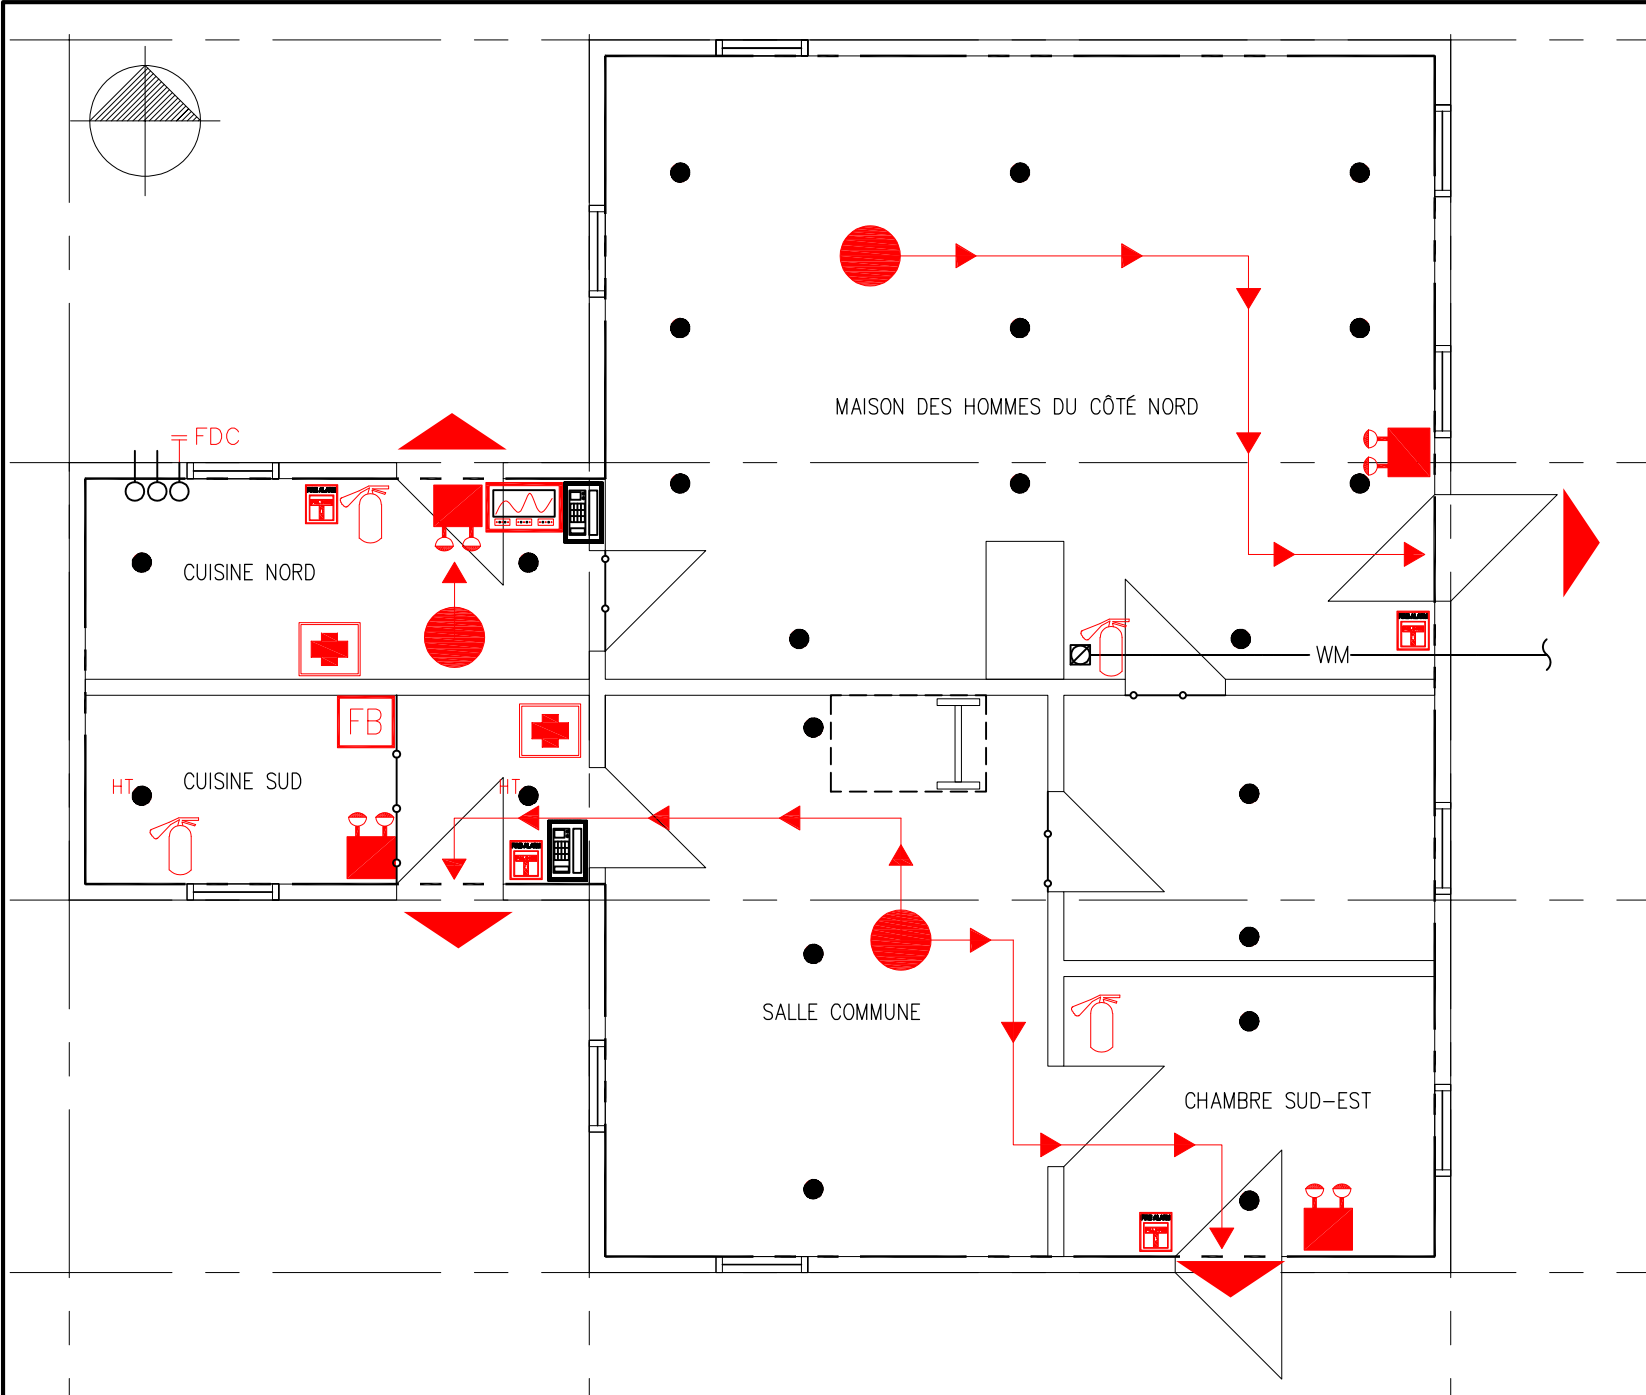 MAISON DES HOMMES DU CÔTÉ NORD
FDC
CUISINE NORD
WM
FB
CUISINE SUD
HT
HT
SALLE COMMUNE
CHAMBRE SUD-EST